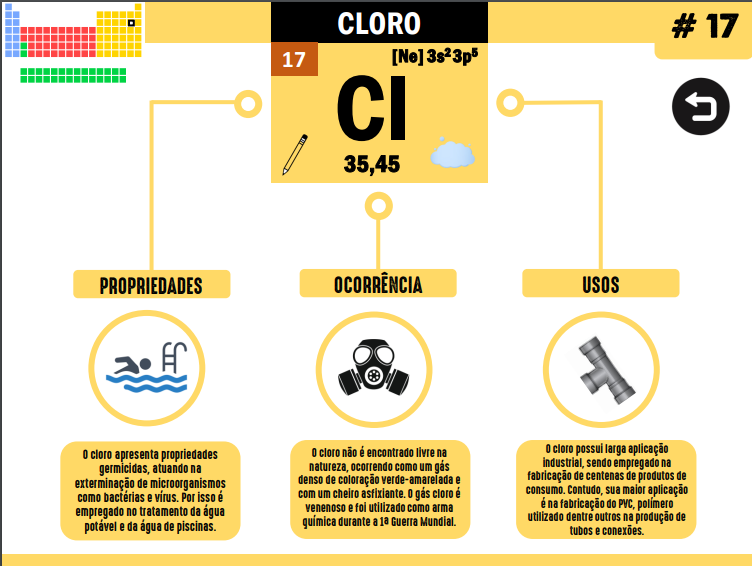 CLORO
# 17
17
[Ne] 3s² 3p⁵
Cl
35,45
PROPRIEDADES
OCORRÊNCIA
USOS
O cloro apresenta propriedades
germicidas, atuando na
exterminação de microorganismos
como bactérias e vírus. Por isso é
empregado no tratamento da água
potável e da água de piscinas.
O cloro não é encontrado livre na
natureza, ocorrendo como um gás
denso de coloração verde-amarelada e
com um cheiro asfixiante. O gás cloro é
venenoso e foi utilizado como arma
química durante a 1ª Guerra Mundial.
O cloro possui larga aplicação
industrial, sendo empregado na
fabricação de centenas de produtos de
consumo. Contudo, sua maior aplicação
é na fabricação do PVC, polímero
utilizado dentre outros na produção de
tubos e conexões.